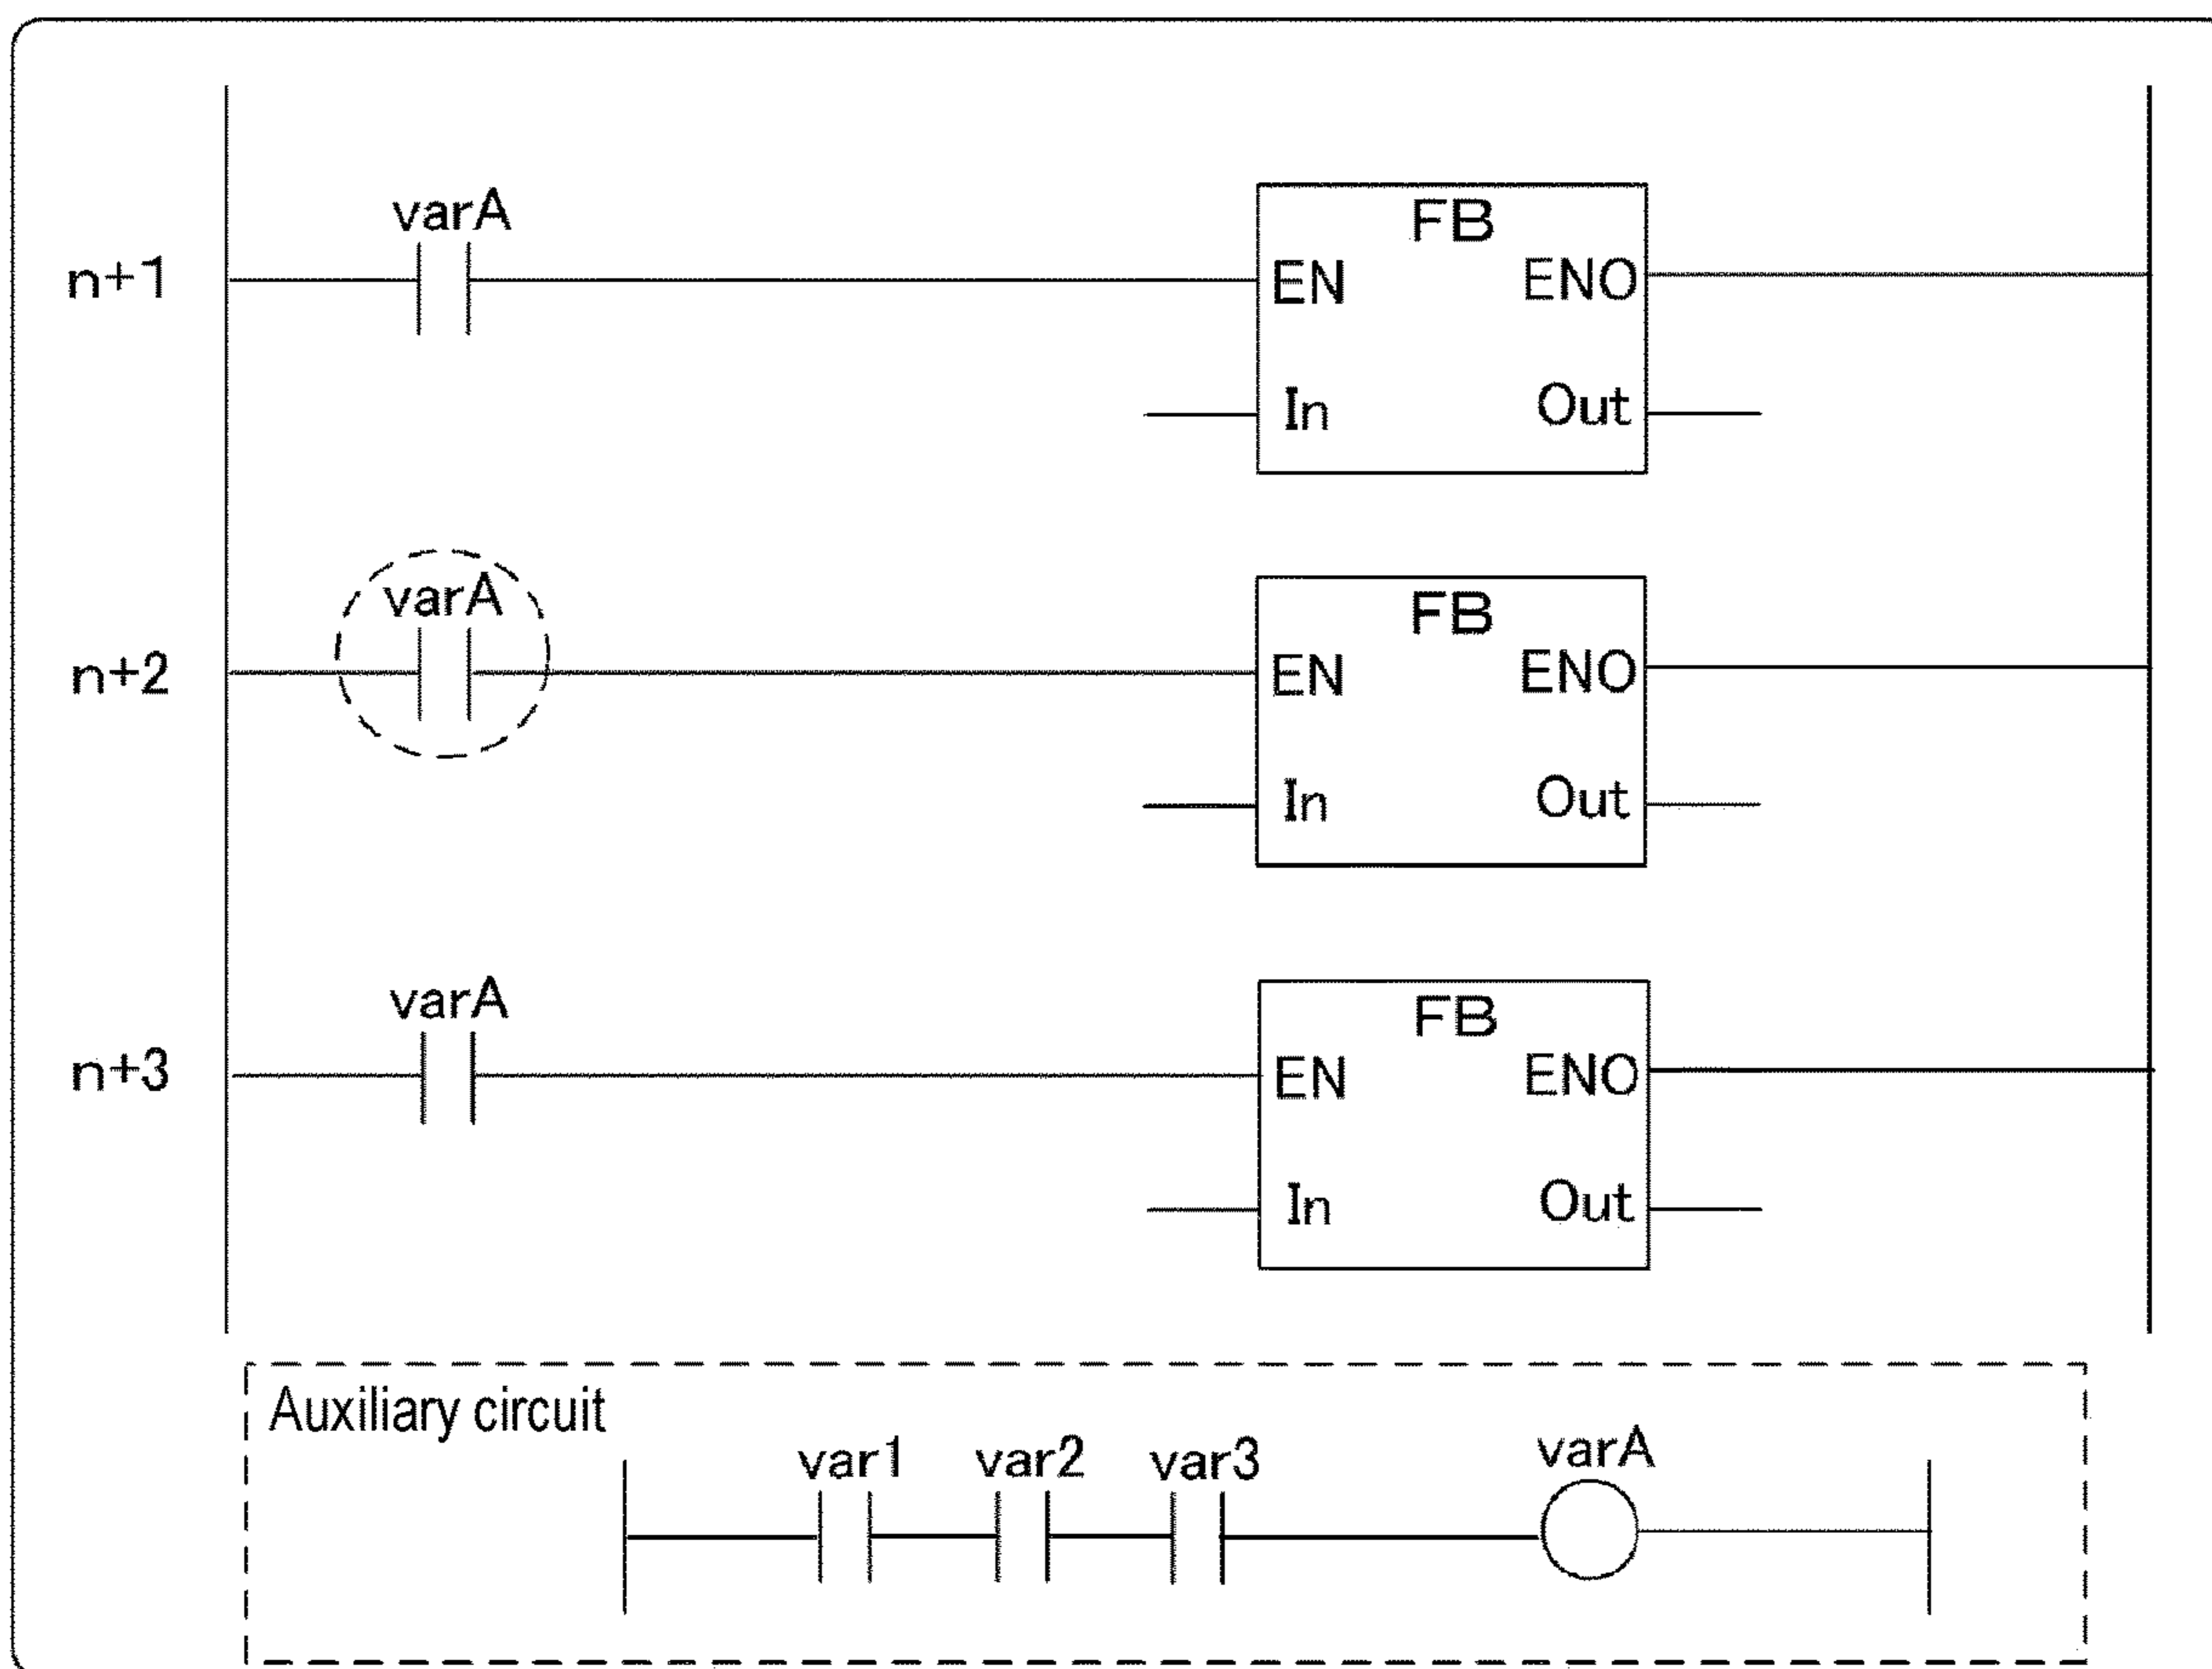 varA
FB
n+1
EN ENO
In Out
varA
FB
n+2
EN ENO
In Out
varA
FB
n+3
EN ENO
In Out
Auxiliary circuit
var1 var2 var3 varA